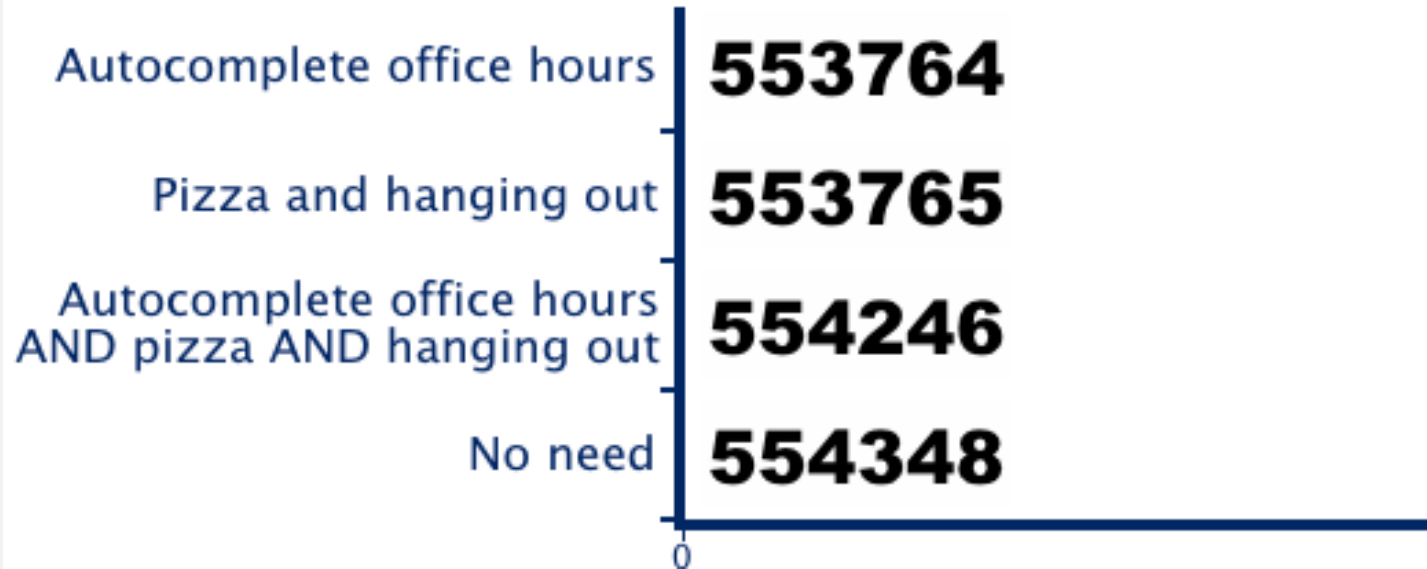 Autocomplete office hours 553764
Pizza and hanging out 553765
Autocomplete office hours
AND pizza AND hanging out 554246
No need 554348
0